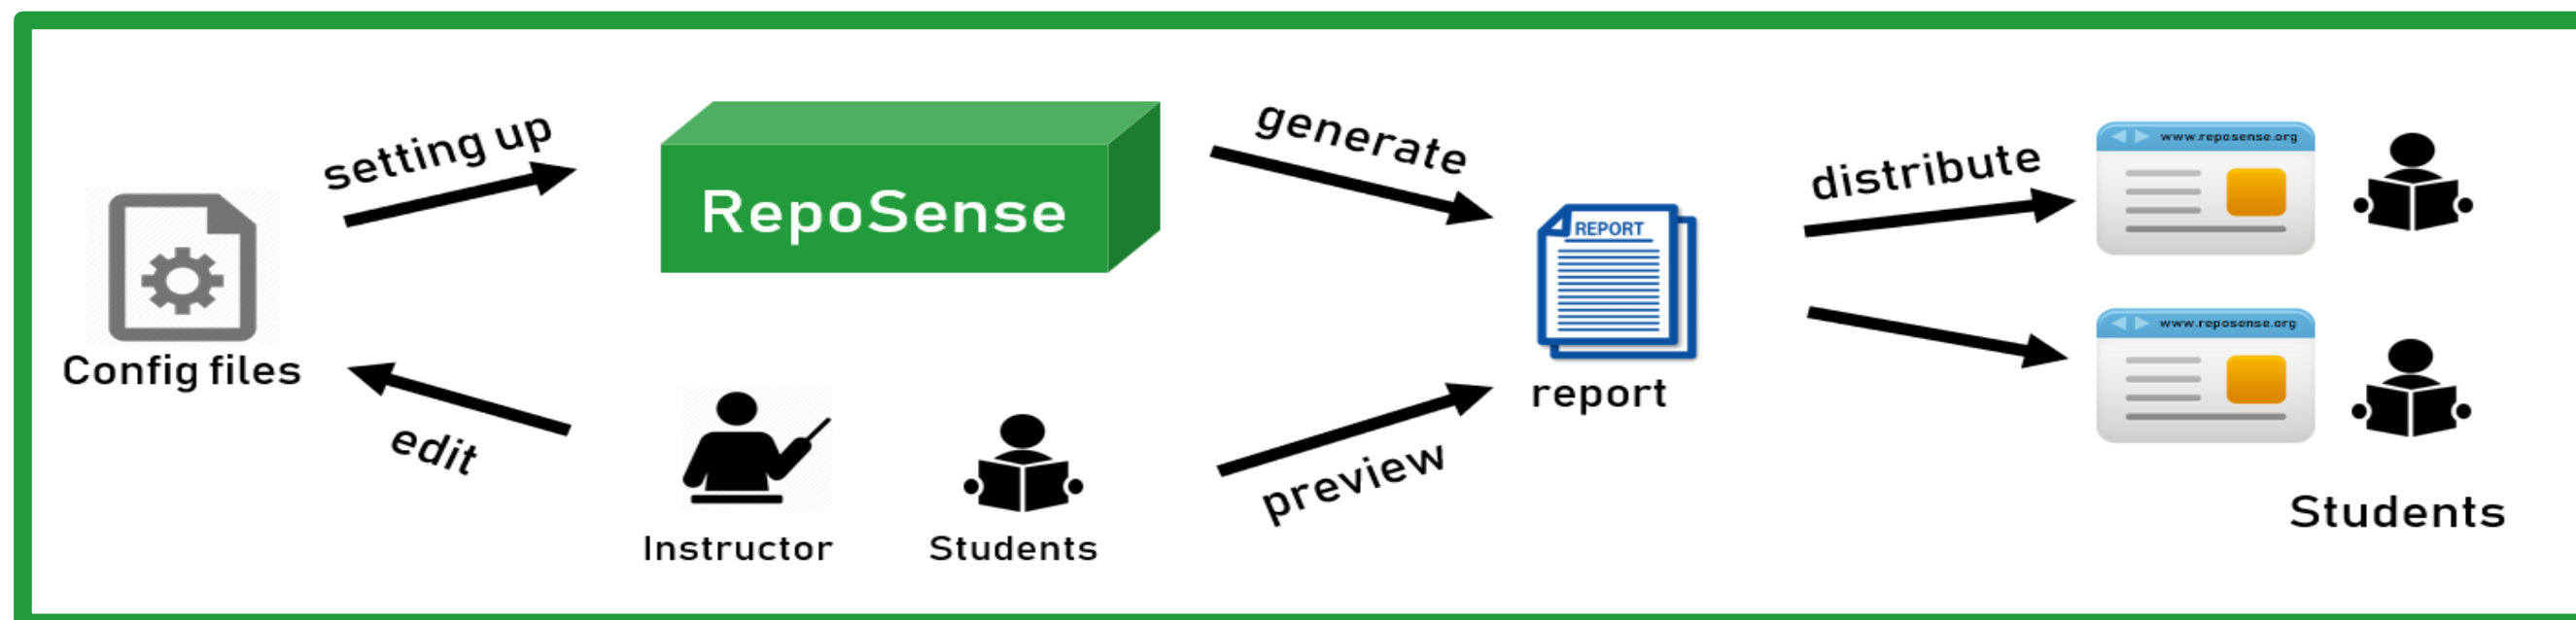 setting up
RepoSense
generate
distribute
www.reposense.org
REPORT
Config files
edit
Instructor
Students
preview
report
www.reposense.org
Students